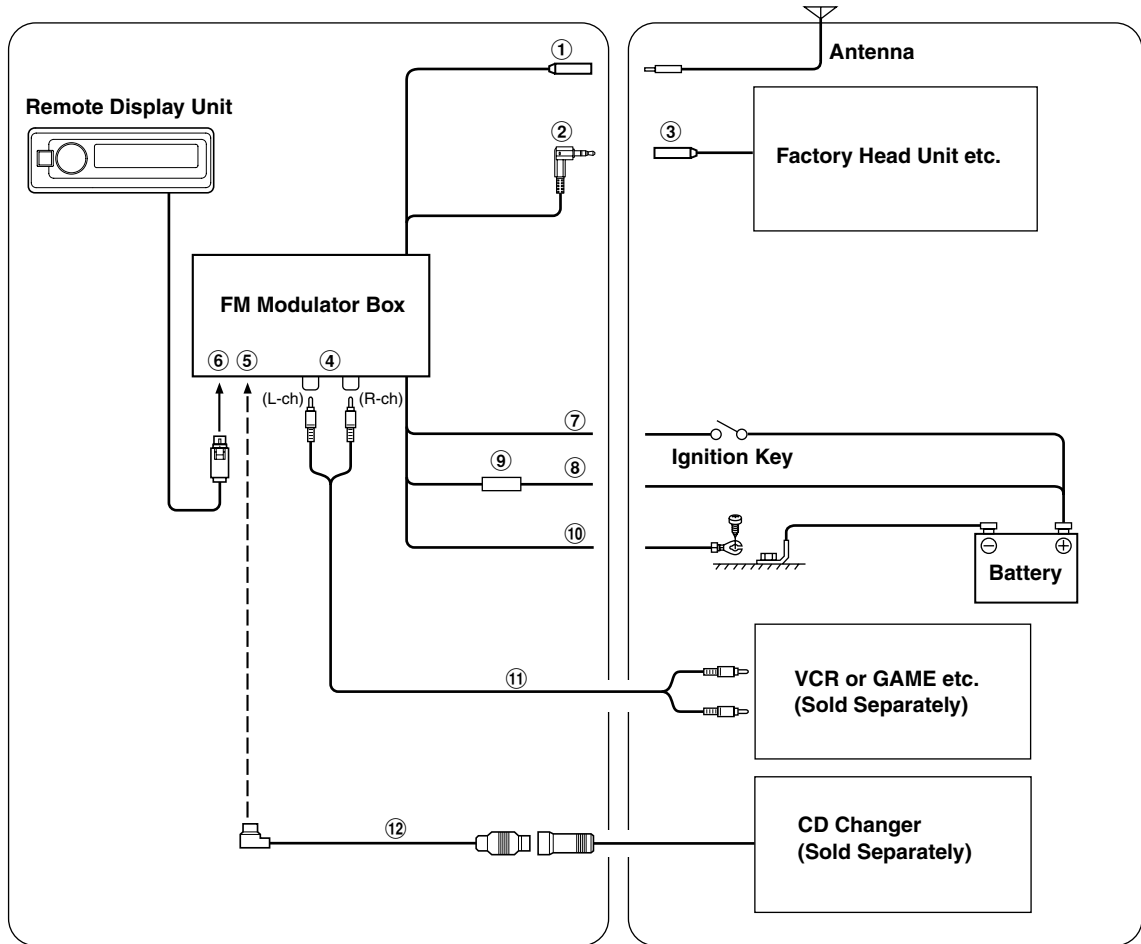 ①
Antenna
Remote Display Unit
②
③
Factory Head Unit etc.
FM Modulator Box
⑥ ⑤ ④
(L-ch) (R-ch)
⑦
Ignition Key
⑨ ⑧
⑩
⊖ ⊕
Battery
⑪
VCR or GAME etc.
(Sold Separately)
⑫
CD Changer
(Sold Separately)